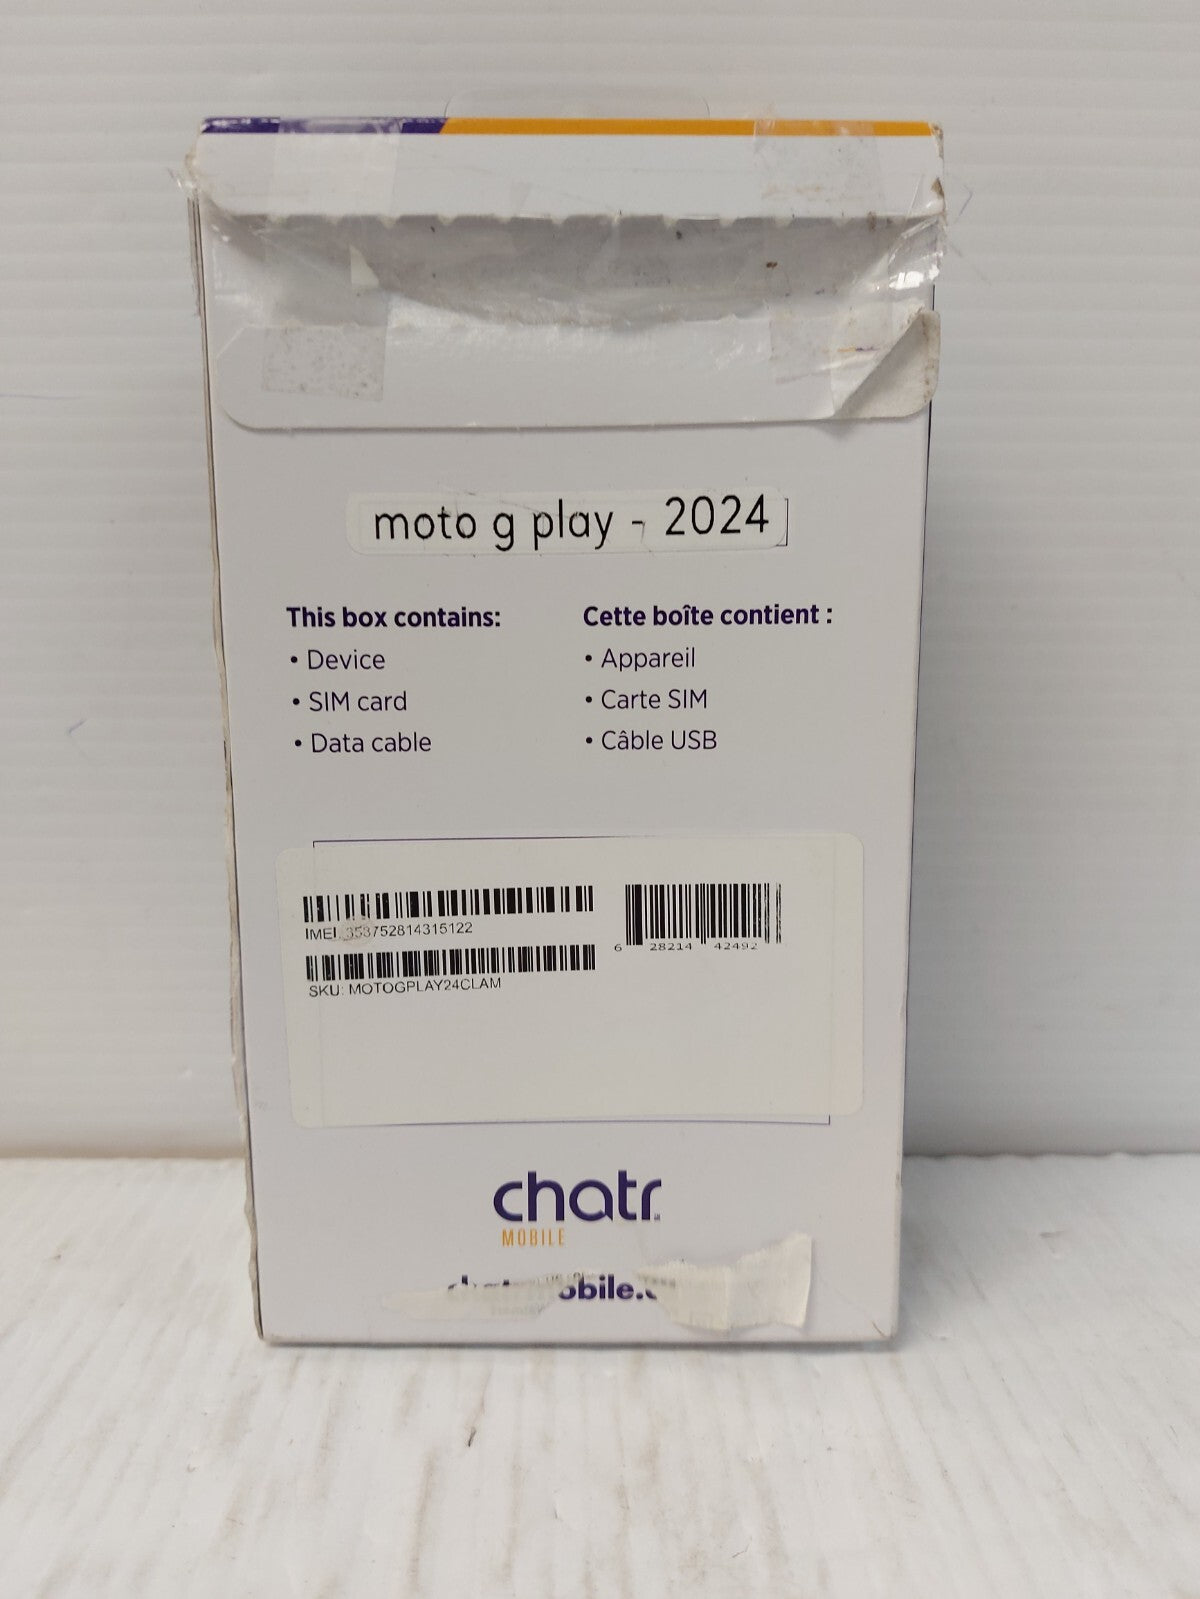 moto g play - 2024
This box contains:
• Device
• SIM card
• Data cable
Cette boîte contient :
• Appareil
• Carte SIM
• Câble USB
IMEI: 353752814315122
SKU: MOTOGPLAY24CLAM
6 28214 42492
chatr
MOBILE